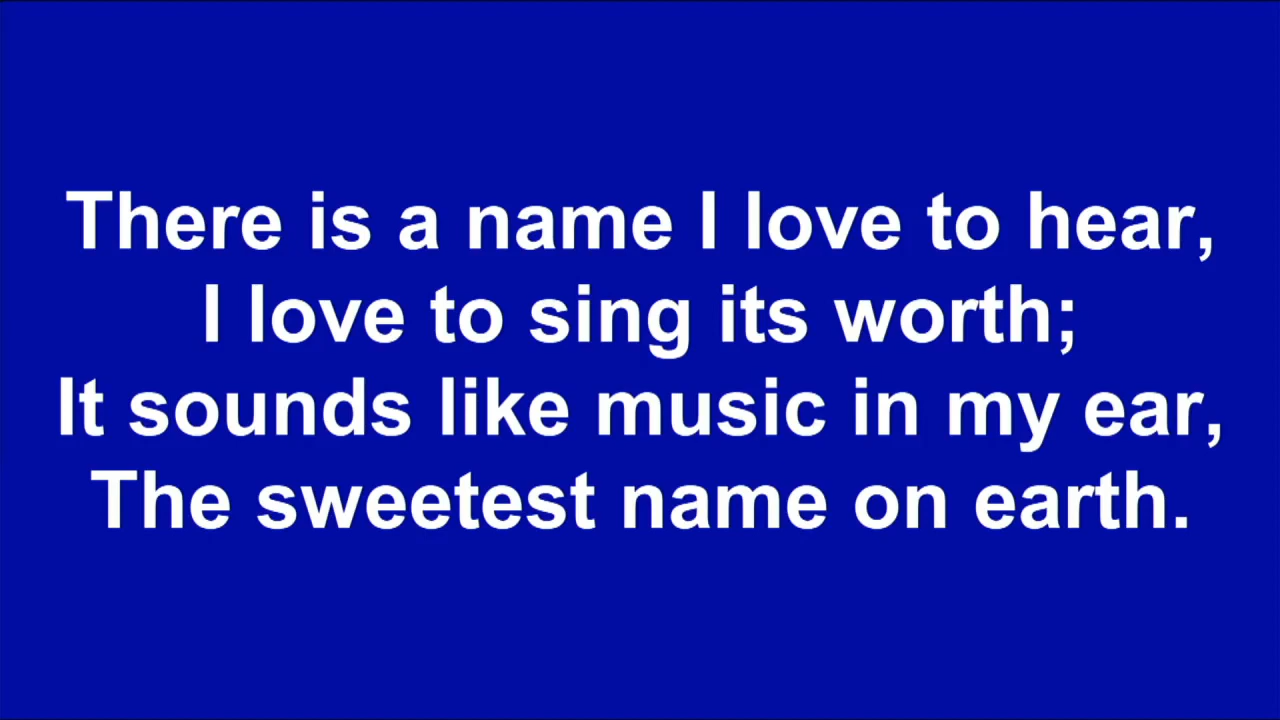 There is a name I love to hear,
I love to sing its worth;
It sounds like music in my ear,
The sweetest name on earth.